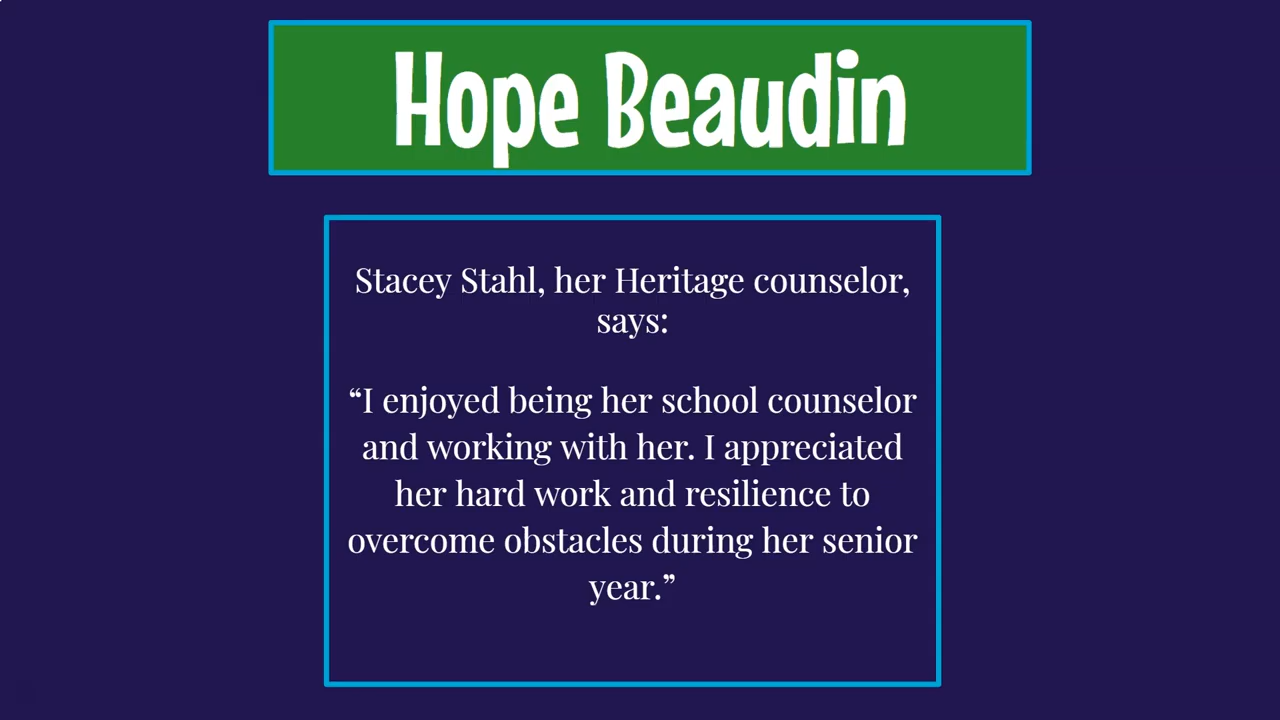 Hope Beaudin
Stacey Stahl, her Heritage counselor,
says:
“I enjoyed being her school counselor
and working with her. I appreciated
her hard work and resilience to
overcome obstacles during her senior
year.”